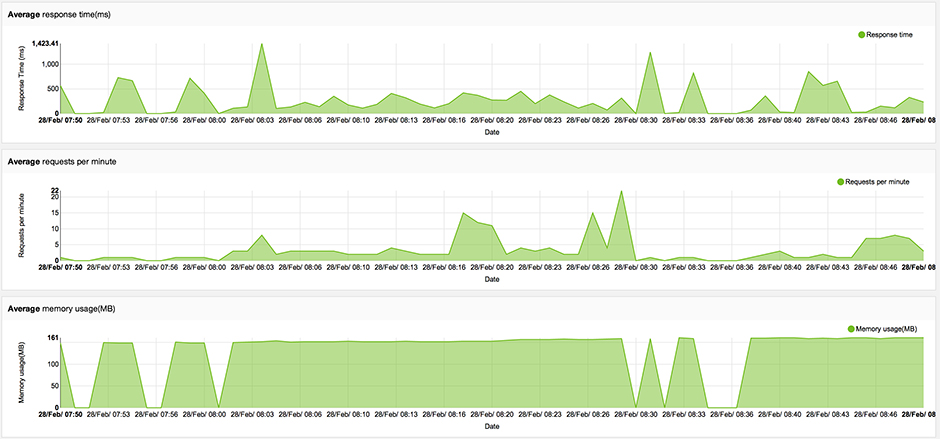 Average response time(ms)
Response time
Response Time (ms)
1,423.41
1,000
500
0
28/Feb/ 07:50 28/Feb/ 07:53 28/Feb/ 07:56 28/Feb/ 08:00 28/Feb/ 08:03 28/Feb/ 08:06 28/Feb/ 08:10 28/Feb/ 08:13 28/Feb/ 08:16 28/Feb/ 08:20 28/Feb/ 08:23 28/Feb/ 08:26 28/Feb/ 08:30 28/Feb/ 08:33 28/Feb/ 08:36 28/Feb/ 08:40 28/Feb/ 08:43 28/Feb/ 08:46 28/Feb/ 08
Date
Average requests per minute
Requests per minute
Requests per minute
22
20
15
10
5
0
28/Feb/ 07:50 28/Feb/ 07:53 28/Feb/ 07:56 28/Feb/ 08:00 28/Feb/ 08:03 28/Feb/ 08:06 28/Feb/ 08:10 28/Feb/ 08:13 28/Feb/ 08:16 28/Feb/ 08:20 28/Feb/ 08:23 28/Feb/ 08:26 28/Feb/ 08:30 28/Feb/ 08:33 28/Feb/ 08:36 28/Feb/ 08:40 28/Feb/ 08:43 28/Feb/ 08:46 28/Feb/ 08
Date
Average memory usage(MB)
Memory usage(MB)
Memory usage(MB)
161
100
50
0
28/Feb/ 07:50 28/Feb/ 07:53 28/Feb/ 07:56 28/Feb/ 08:00 28/Feb/ 08:03 28/Feb/ 08:06 28/Feb/ 08:10 28/Feb/ 08:13 28/Feb/ 08:16 28/Feb/ 08:20 28/Feb/ 08:23 28/Feb/ 08:26 28/Feb/ 08:30 28/Feb/ 08:33 28/Feb/ 08:36 28/Feb/ 08:40 28/Feb/ 08:43 28/Feb/ 08:46 28/Feb/ 08
Date